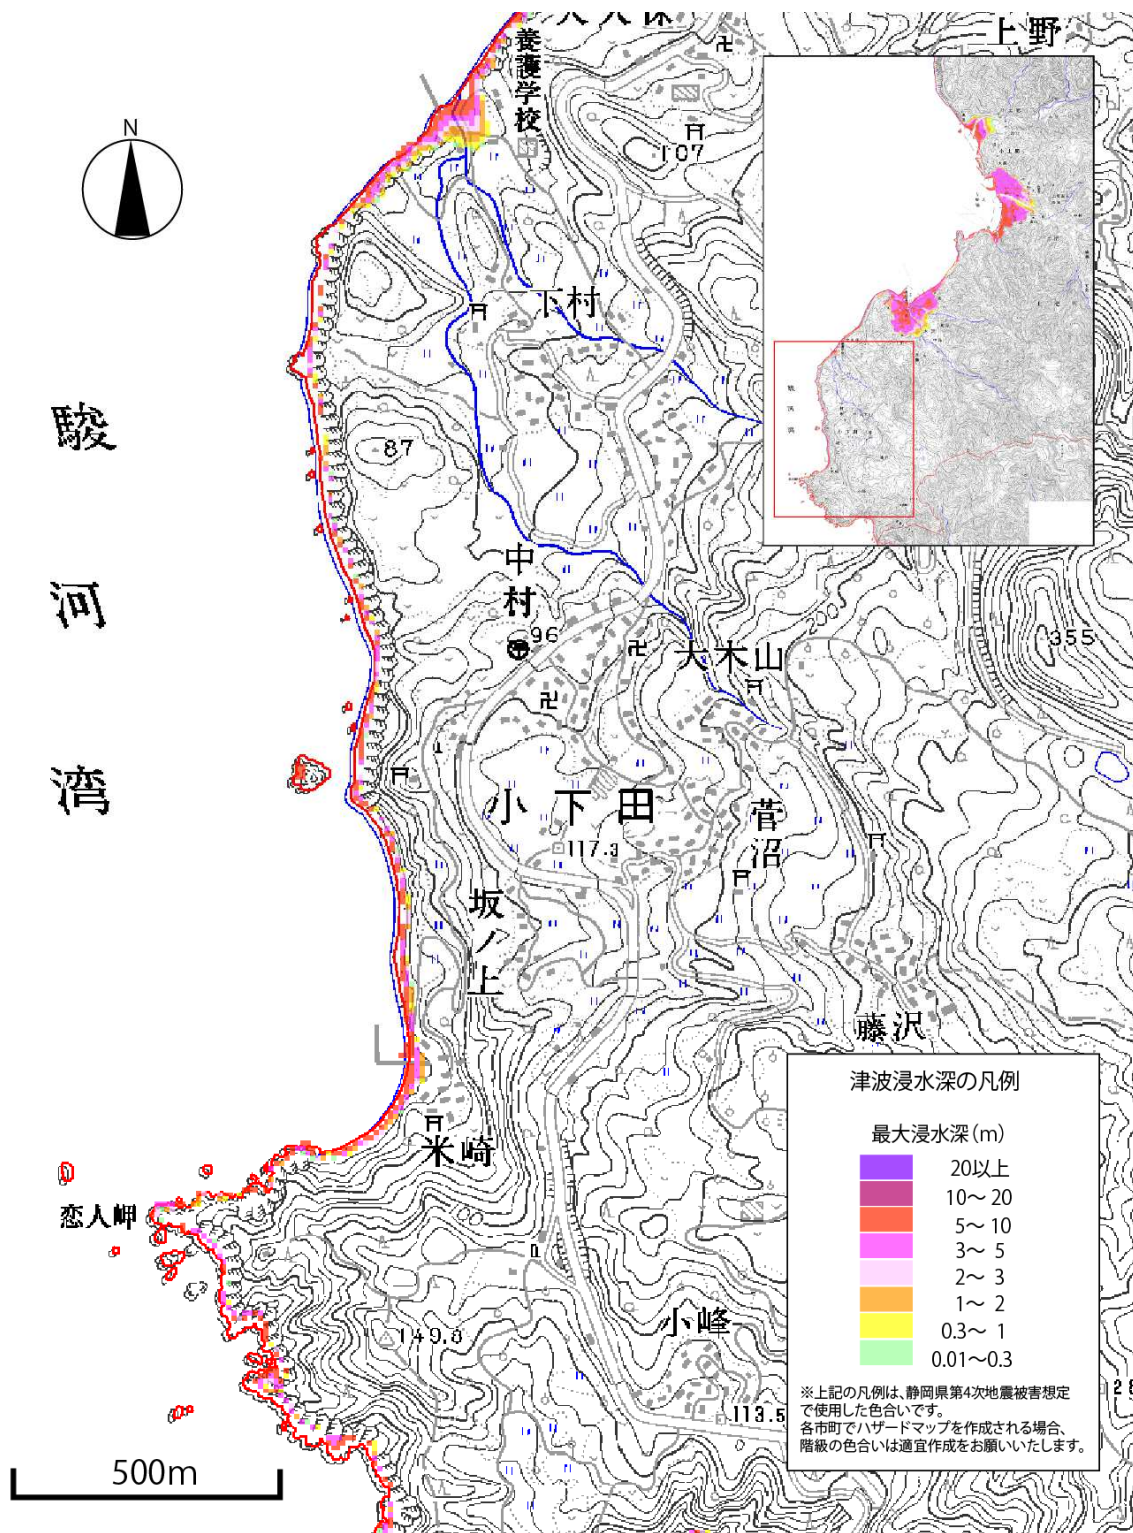 上野
養護学校
N
107
下村
駿河湾
87
中村
96
大木山
355
小下田
菅沼
117.3
坂ノ上
藤沢
米崎
恋人岬
149.8
小峰
113.5
500m
津波浸水深の凡例
最大浸水深(m)
20以上
10〜 20
5〜 10
3〜 5
2〜 3
1〜 2
0.3〜 1
0.01〜0.3
※上記の凡例は、静岡県第4次地震被害想定
で使用した色合いです。
各市町でハザードマップを作成される場合、
階級の色合いは適宜作成をお願いいたします。